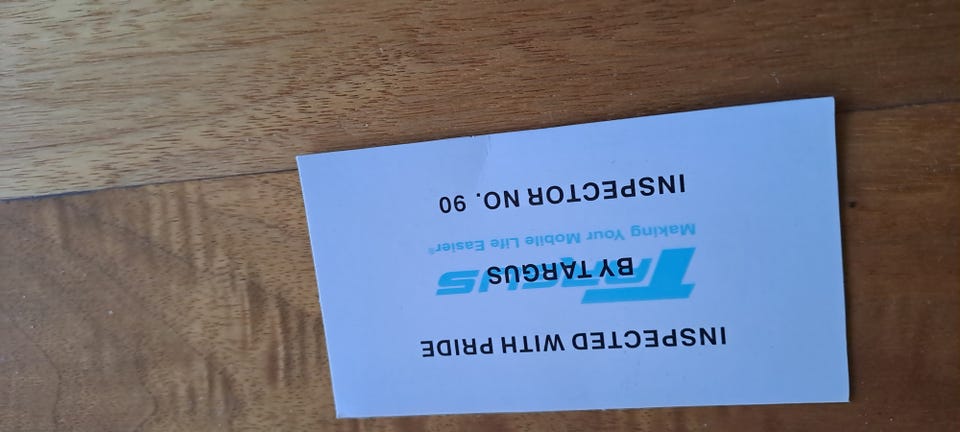 INSPECTED WITH PRIDE
TARGUS
BY TARGUS
Making Your Mobile Life Easier®
INSPECTOR NO. 90